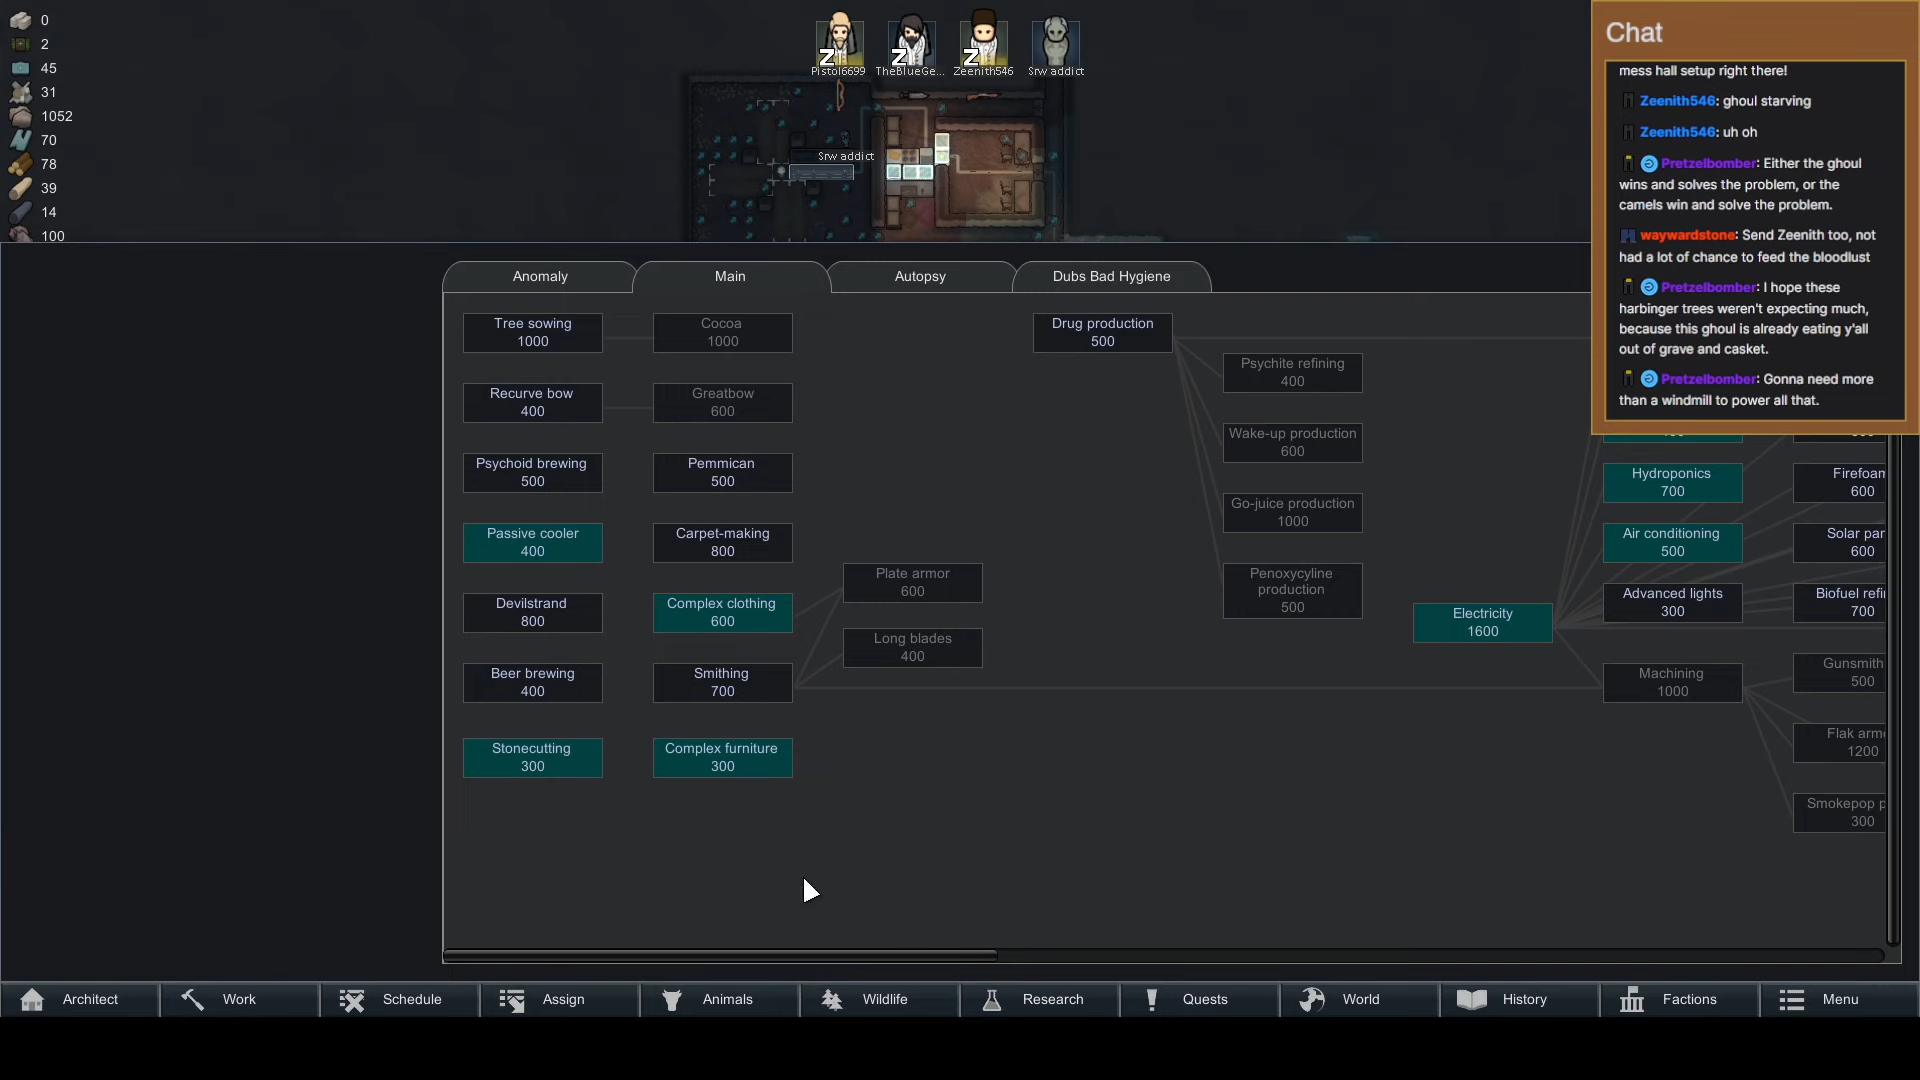 0
2
45
31
1052
70
78
39
14
100
Z
Z
Z
Pistol6699
TheBlueGe...
Zeenith546
Srw addict
Srw addict
Chat
mess hall setup right there!
Zeenith546: ghoul starving
Zeenith546: uh oh
Pretzelbomber: Either the ghoul
wins and solves the problem, or the
camels win and solve the problem.
waywardstone: Send Zeenith too, not
had a lot of chance to feed the bloodlust
Pretzelbomber: I hope these
harbinger trees weren't expecting much,
because this ghoul is already eating y'all
out of grave and casket.
Pretzelbomber: Gonna need more
than a windmill to power all that.
Anomaly
Main
Autopsy
Dubs Bad Hygiene
Tree sowing
1000
Cocoa
1000
Drug production
500
Recurve bow
400
Greatbow
600
Psychite refining
400
Psychoid brewing
500
Pemmican
500
Wake-up production
600
Hydroponics
700
Firefoam
600
Passive cooler
400
Carpet-making
800
Go-juice production
1000
Air conditioning
500
Solar pan
600
Devilstrand
800
Complex clothing
600
Plate armor
600
Penoxycyline
production
500
Electricity
1600
Advanced lights
300
Biofuel refi
700
Beer brewing
400
Smithing
700
Long blades
400
Machining
1000
Gunsmith
500
Stonecutting
300
Complex furniture
300
Flak arm
1200
Smokepop p
300
Architect
Work
Schedule
Assign
Animals
Wildlife
Research
Quests
World
History
Factions
Menu